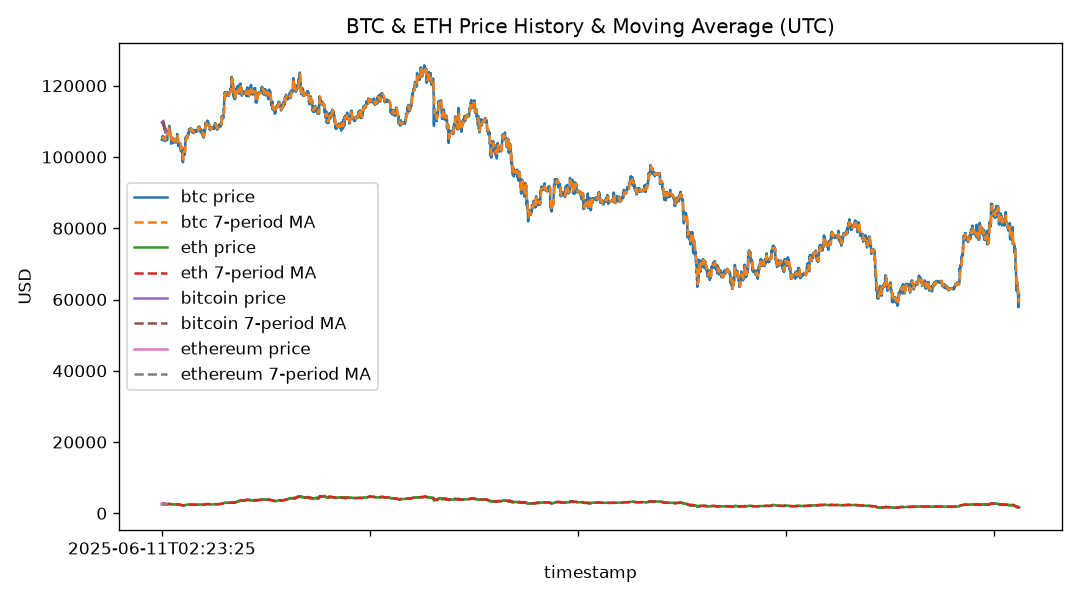 BTC & ETH Price History & Moving Average (UTC)
120000
100000
80000
60000
40000
20000
0
USD
btc price
btc 7-period MA
eth price
eth 7-period MA
bitcoin price
bitcoin 7-period MA
ethereum price
ethereum 7-period MA
2025-06-11T02:23:25
timestamp